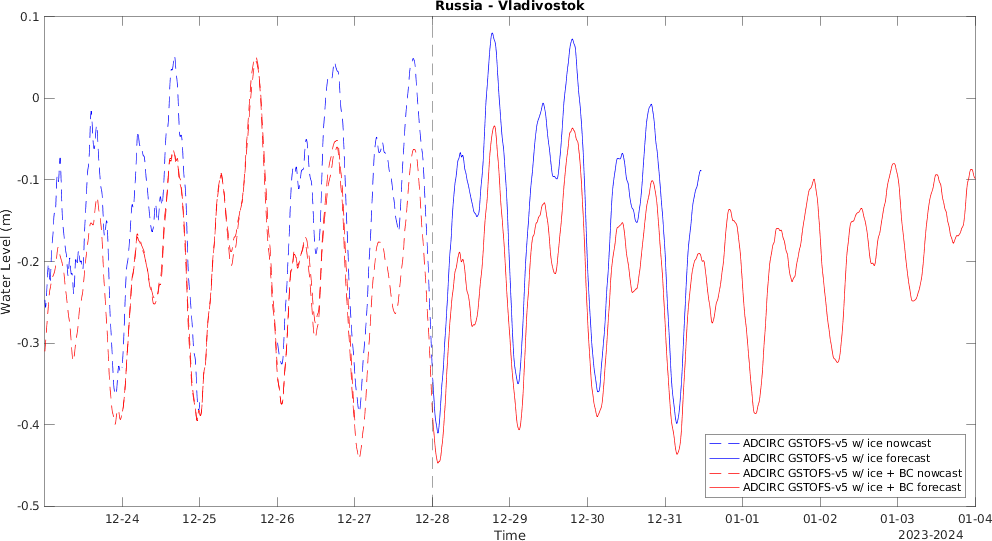 Russia - Vladivostok
0.1
0
-0.1
-0.2
-0.3
-0.4
-0.5
Water Level (m)
ADCIRC GSTOFS-v5 w/ ice nowcast
ADCIRC GSTOFS-v5 w/ ice forecast
ADCIRC GSTOFS-v5 w/ ice + BC nowcast
ADCIRC GSTOFS-v5 w/ ice + BC forecast
12-24 12-25 12-26 12-27 12-28 12-29 12-30 12-31 01-01 01-02 01-03 01-04
Time
2023-2024